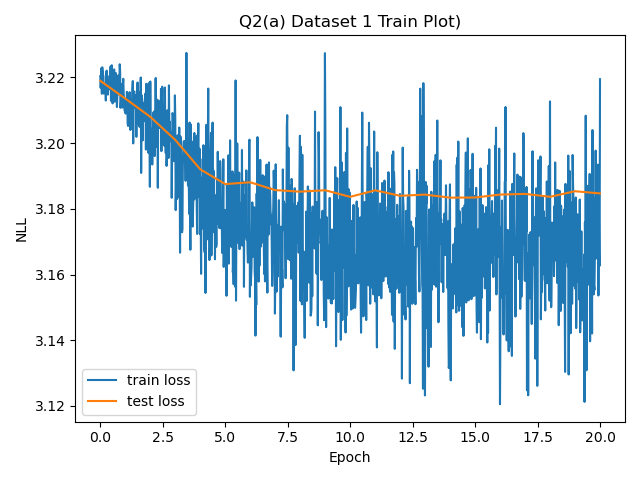 Q2(a) Dataset 1 Train Plot)
NLL
3.22
3.20
3.18
3.16
3.14
3.12
train loss
test loss
0.0 2.5 5.0 7.5 10.0 12.5 15.0 17.5 20.0
Epoch